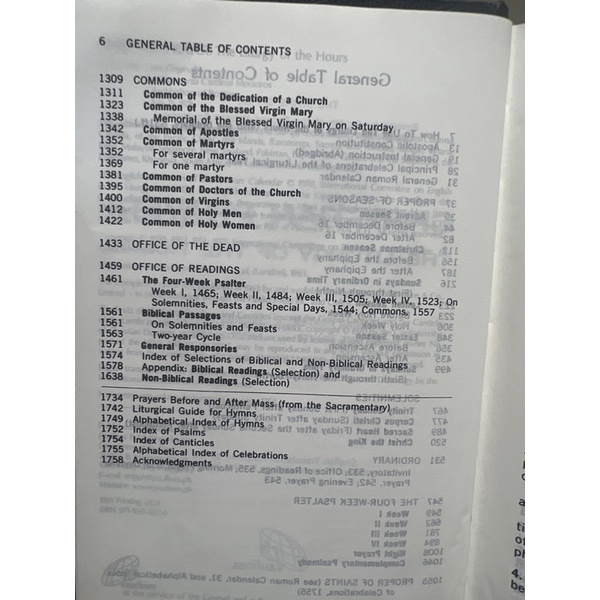 6 GENERAL TABLE OF CONTENTS
1309 COMMONS
1311 Common of the Dedication of a Church
1323 Common of the Blessed Virgin Mary
1338 Memorial of the Blessed Virgin Mary on Saturday
1342 Common of Apostles
1352 Common of Martyrs
1352 For several martyrs
1369 For one martyr
1381 Common of Pastors
1395 Common of Doctors of the Church
1400 Common of Virgins
1412 Common of Holy Men
1422 Common of Holy Women
1433 OFFICE OF THE DEAD
1459 OFFICE OF READINGS
1461 The Four-Week Psalter
Week I, 1465; Week II, 1484; Week III, 1505; Week IV, 1523; On
Solemnities, Feasts and Special Days, 1544; Commons, 1557
1561 Biblical Passages
1561 On Solemnities and Feasts
1563 Two-year Cycle
1571 General Responsories
1574 Index of Selections of Biblical and Non-Biblical Readings
1578 Appendix: Biblical Readings (Selection) and
1638 Non-Biblical Readings (Selection)
1734 Prayers Before and After Mass (from the Sacramentary)
1742 Liturgical Guide for Hymns
1749 Alphabetical Index of Hymns
1752 Index of Psalms
1754 Index of Canticles
1755 Alphabetical Index of Celebrations
1758 Acknowledgments